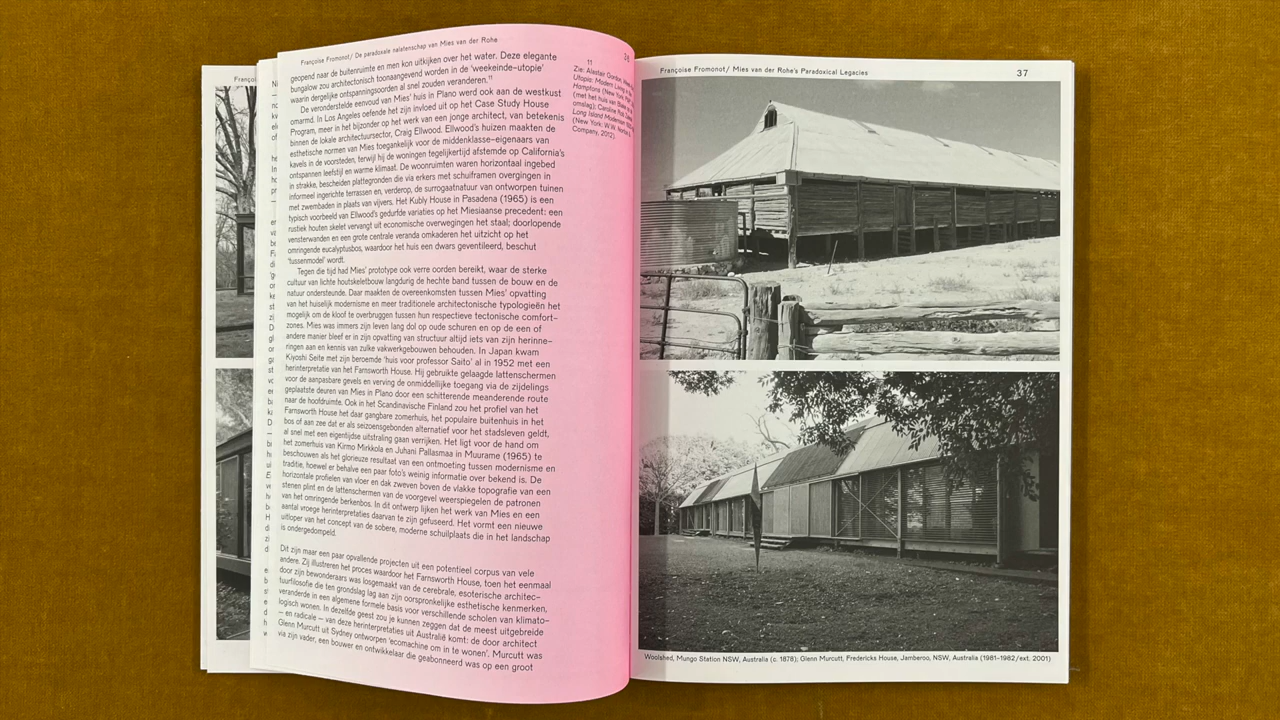 Françoise Fromonot/ De paradoxale nalatenschap van Mies van der Rohe
38
geopend naar de buitenruimte en men kon uitkijken over het water. Deze elegante
bungalow zou architectonisch toonaangevend worden in de 'weekeinde-utopie'
waarin dergelijke ontspanningsoorden al snel zouden veranderen.¹¹
De veronderstelde eenvoud van Mies' huis in Plano werd ook aan de westkust
omarmd. In Los Angeles oefende het zijn invloed uit op het Case Study House
Program, meer in het bijzonder op het werk van een jonge architect, van betekenis
binnen de lokale architectuursector, Craig Ellwood. Ellwood's huizen maakten de
esthetische normen van Mies toegankelijk voor de middenklasse-eigenaars van
kavels in de voorsteden, terwijl hij de woningen tegelijkertijd afstemde op California's
ontspannen leefstijl en warme klimaat. De woonruimten waren horizontaal ingebed
in strakke, bescheiden plattegronden die via erkers met schuiframen overgingen in
informeel ingerichte terrassen en, verderop, de surrogaatnatuur van ontworpen tuinen
met zwembaden in plaats van vijvers. Het Kubly House in Pasadena (1965) is een
typisch voorbeeld van Ellwood's gedurfde variaties op het Miesiaanse precedent: een
rustiek houten skelet vervangt uit economische overwegingen het staal; doorlopende
vensterwanden en een grote centrale veranda omkaderen het uitzicht op het
omringende eucalyptusbos, waardoor het huis een dwars geventileerd, beschut
'tussenmodel' wordt.
Tegen die tijd had Mies' prototype ook verre oorden bereikt, waar de sterke
cultuur van lichte houtskeletbouw langdurig de hechte band tussen de bouw en de
natuur ondersteunde. Daar maakten de overeenkomsten tussen Mies' opvatting
van het huiselijk modernisme en meer traditionele architectonische typologieën het
mogelijk om de kloof te overbruggen tussen hun respectieve tectonische comfort-
zones. Mies was immers zijn leven lang dol op oude schuren en op de een of
andere manier bleef er in zijn opvatting van structuur altijd iets van zijn herinne-
ringen aan en kennis van zulke vakwerkgebouwen behouden. In Japan kwam
Kiyoshi Seite met zijn beroemde 'huis voor professor Saito' al in 1952 met een
herinterpretatie van het Farnsworth House. Hij gebruikte gelaagde lattenschermen
voor de aanpasbare gevels en verving de onmiddellijke toegang via de zijdelings
geplaatste deuren van Mies in Plano door een schitterende meanderende route
naar de hoofdruimte. Ook in het Scandinavische Finland zou het profiel van het
Farnsworth House het daar gangbare zomerhuis, het populaire buitenhuis in het
bos of aan zee dat er als seizoensgebonden alternatief voor het stadsleven geldt,
al snel met een eigentijdse uitstraling gaan verrijken. Het ligt voor de hand om
het zomerhuis van Kirmo Mirkkola en Juhani Pallasmaa in Muurame (1965) te
beschouwen als het glorieuze resultaat van een ontmoeting tussen modernisme en
traditie, hoewel er behalve een paar foto's weinig informatie over bekend is. De
horizontale profielen van vloer en dak zweven boven de vlakke topografie van een
stenen plint en de lattenschermen van de voorgevel weerspiegelen de patronen
van het omringende berkenbos. In dit ontwerp lijken het werk van Mies en een
aantal vroege herinterpretaties daarvan te zijn gefuseerd. Het vormt een nieuwe
uitloper van het concept van de sobere, moderne schuilplaats die in het landschap
is ondergedompeld.
Dit zijn maar een paar opvallende projecten uit een potentieel corpus van vele
andere. Zij illustreren het proces waardoor het Farnsworth House, toen het eenmaal
door zijn bewonderaars was losgemaakt van de cerebrale, esoterische architec-
tuurfilosofie die ten grondslag lag aan zijn oorspronkelijke esthetische kenmerken,
veranderde in een algemene formele basis voor verschillende scholen van klimato-
logisch wonen. In dezelfde geest zou je kunnen zeggen dat de meest uitgebreide
— en radicale — van deze herinterpretaties uit Australië komt: de door architect
Glenn Murcutt uit Sydney ontworpen 'ecomachine om in te wonen'. Murcutt was
via zijn vader, een bouwer en ontwikkelaar die geabonneerd was op een groot
11
Zie: Alastair Gordon,
Utopia: Modern Living in
Hamptons (New York
(met het huis van
omslag); Caroline
Long Island Modernism
(New York: W.W. Norton &
Company, 2012).
Françoise Fromonot/ Mies van der Rohe's Paradoxical Legacies
37
Woolshed, Mungo Station NSW, Australia (c. 1878); Glenn Murcutt, Fredericks House, Jamberoo, NSW, Australia (1981-1982/ext. 2001)